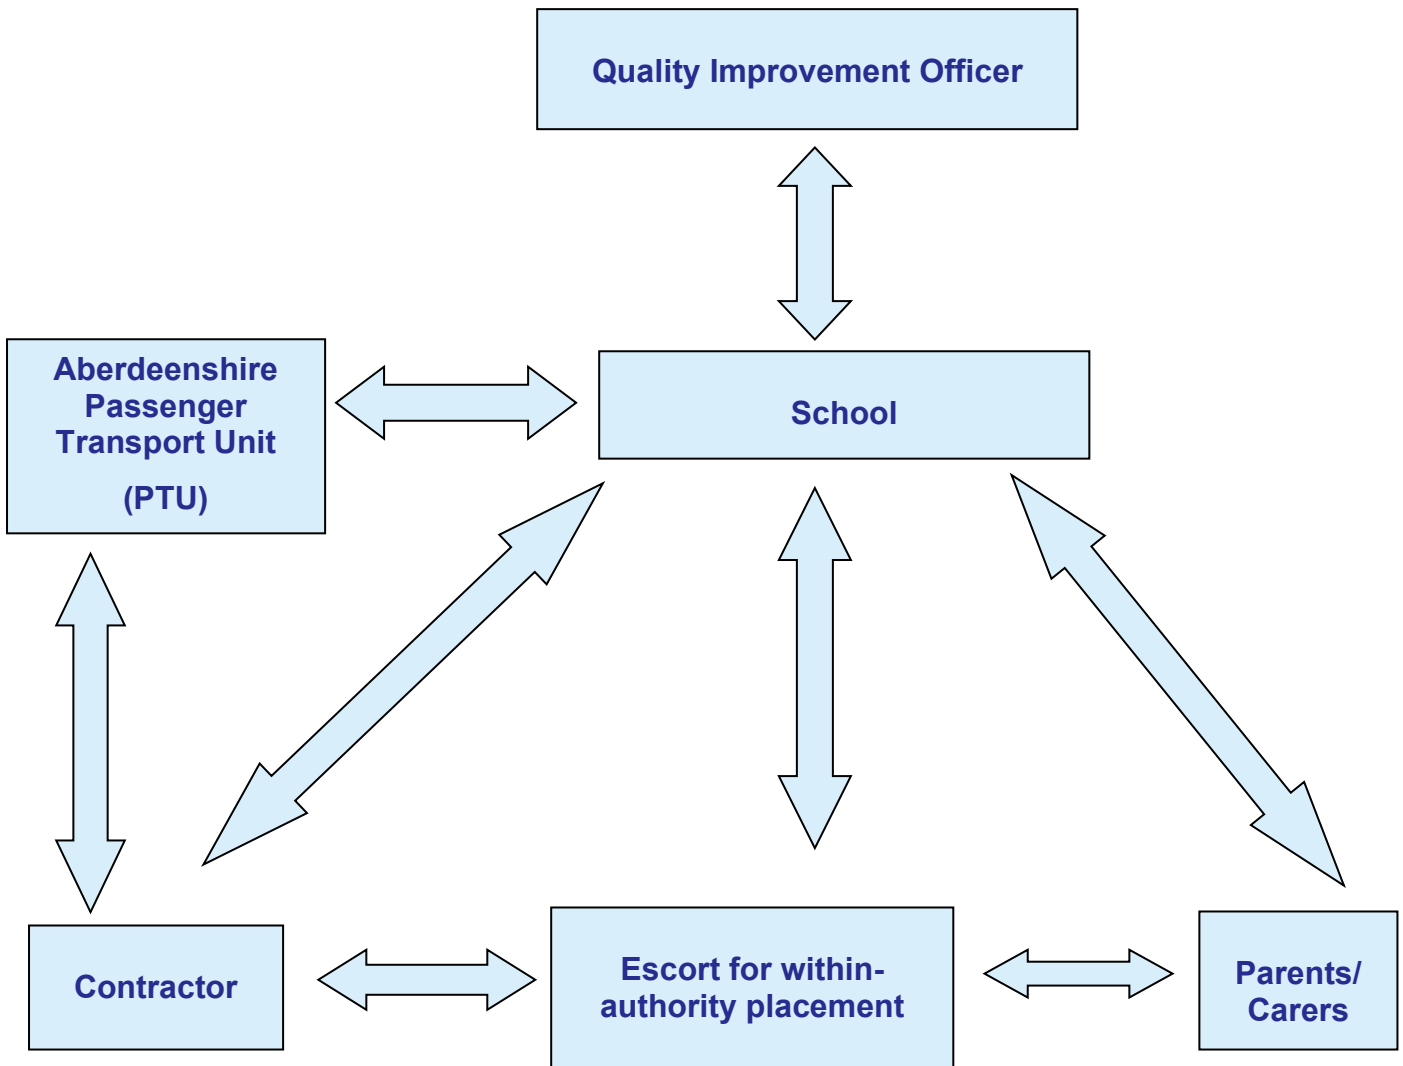 Quality Improvement Officer
Aberdeenshire
Passenger
Transport Unit
(PTU)
School
Contractor
Escort for within-
authority placement
Parents/
Carers